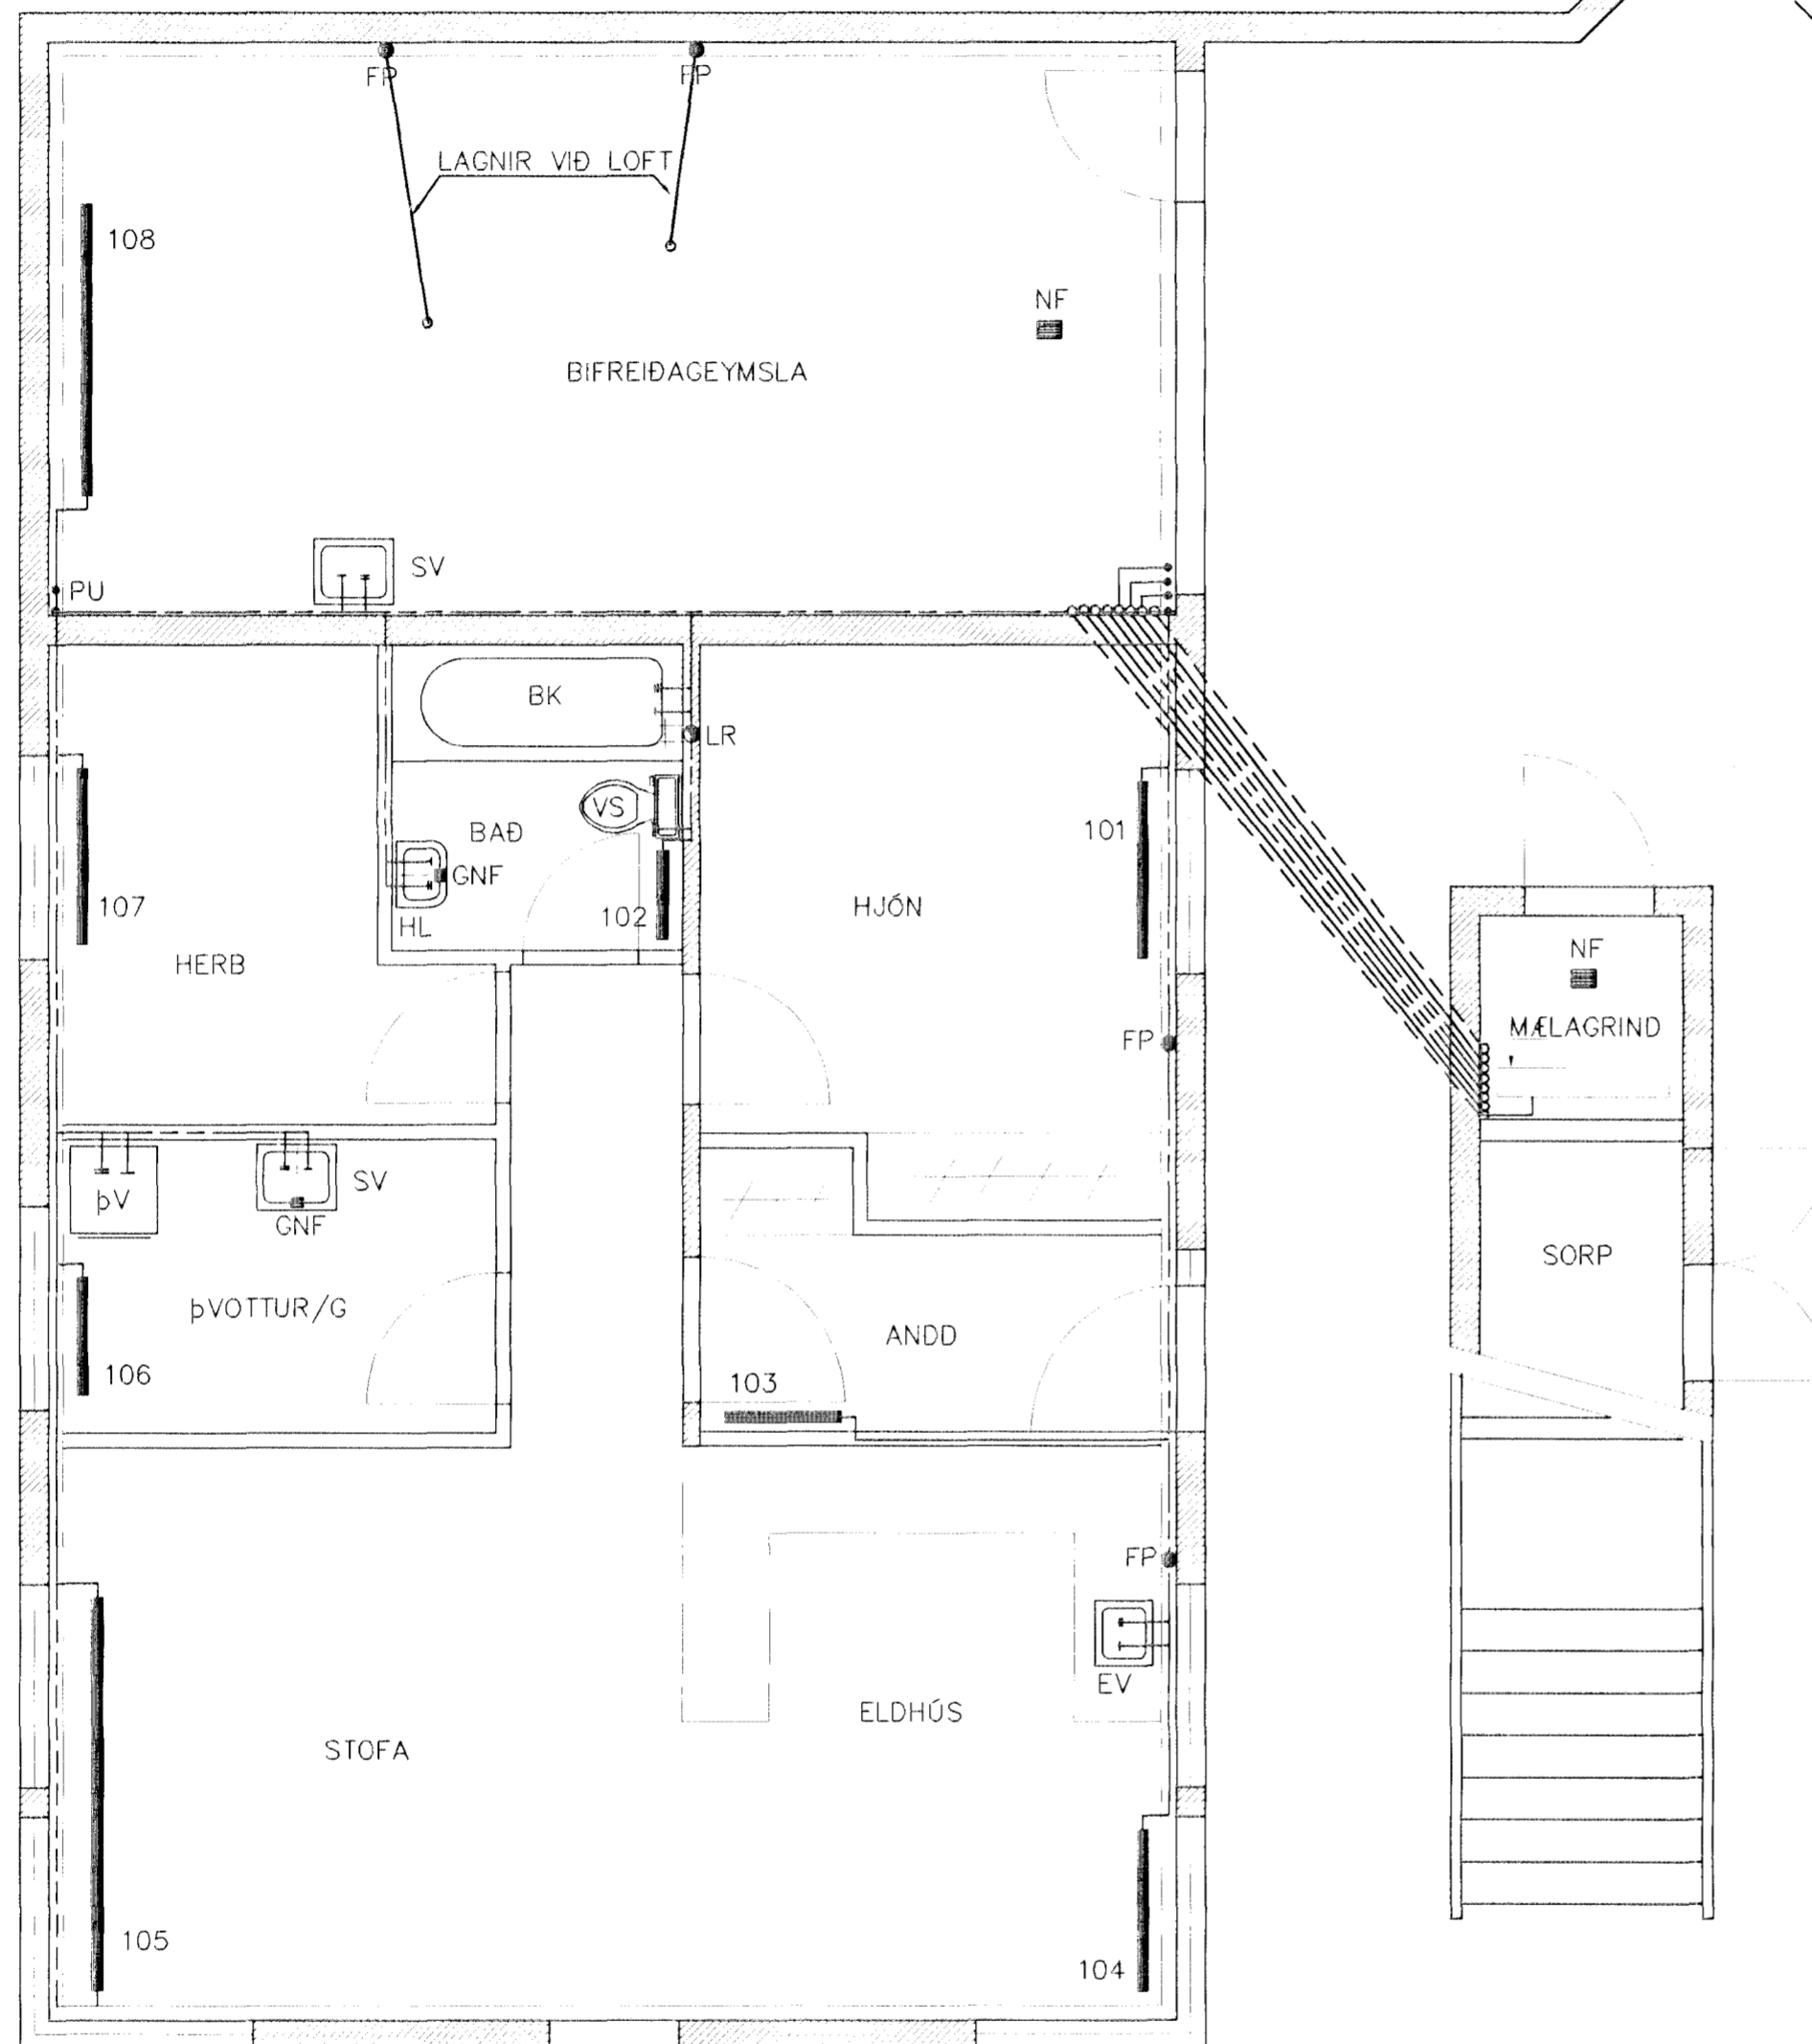 FP
FP
LAGNIR VIÐ LOFT
108
NF
BIFREIÐAGEYMSLA
SV
PU
BK
LR
VS
BAÐ
101
GNF
107
HL
102
HJÓN
HERB
NF
MÆLAGRIND
FP
ÞV
SV
GNF
SORP
ÞVOTTUR/G
ANDD
106
103
FP
EV
ELDHÚS
STOFA
105
104